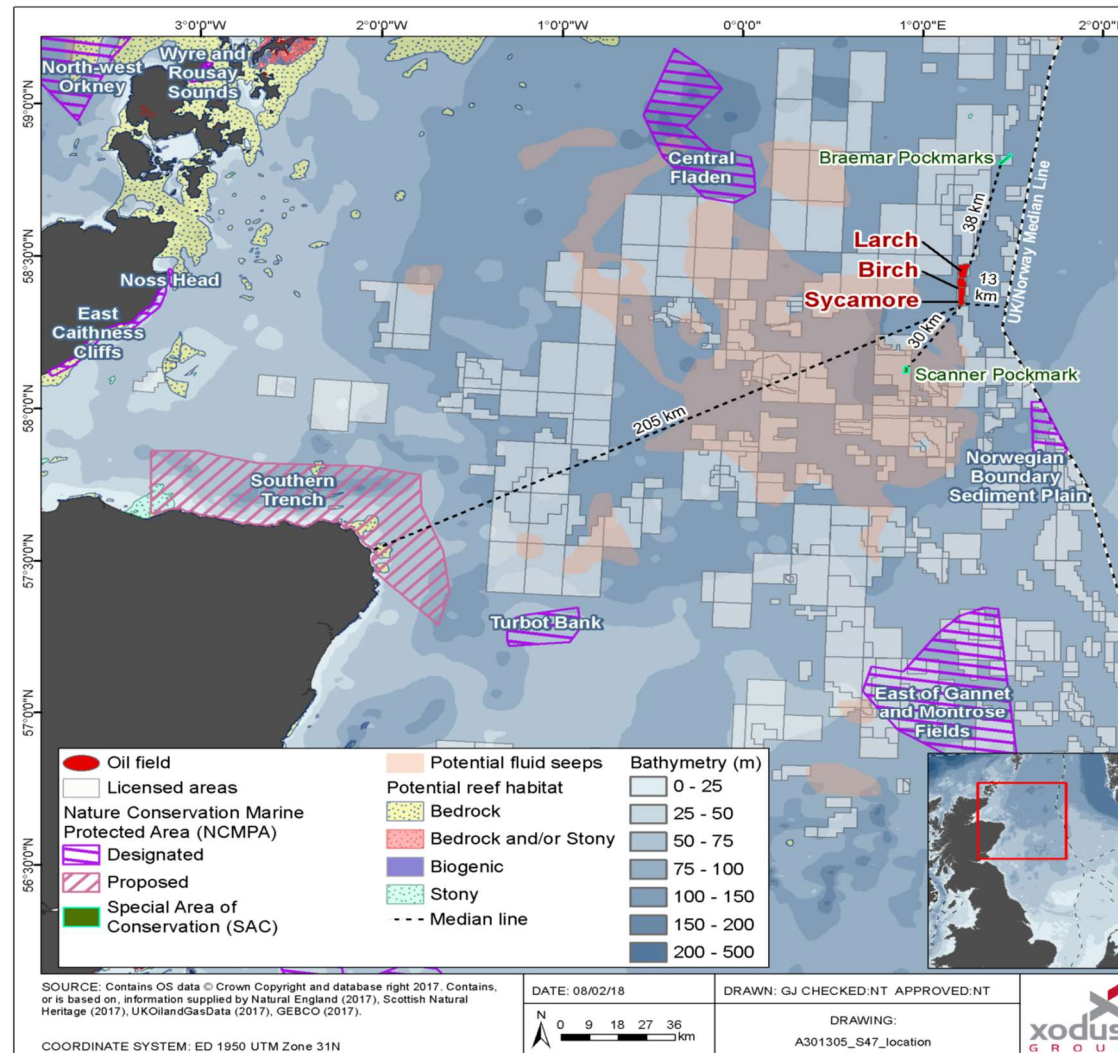 3°0'0"W
2°0'0"W
1°0'0"W
0°0'0"
1°0'0"E
2°0'0"
59°0'0"N
58°30'0"N
58°0'0"N
57°30'0"N
57°0'0"N
56°30'0"N
North-west
Orkney
Wyre and
Rousay
Sounds
Central
Fladen
Braemar Pockmarks
38 km
UK/Norway Median Line
Larch
Birch
Sycamore
13
km
30 km
Scanner Pockmark
205 km
Noss Head
East
Caithness
Cliffs
Southern
Trench
Norwegian
Boundary
Sediment Plain
Turbot Bank
East of Gannet
and Montrose
Fields
Oil field
Licensed areas
Nature Conservation Marine
Protected Area (NCMPA)
Designated
Proposed
Special Area of
Conservation (SAC)
Potential fluid seeps
Potential reef habitat
Bedrock
Bedrock and/or Stony
Biogenic
Stony
Median line
Bathymetry (m)
0 - 25
25 - 50
50 - 75
75 - 100
100 - 150
150 - 200
200 - 500
SOURCE: Contains OS data © Crown Copyright and database right 2017. Contains,
or is based on, information supplied by Natural England (2017), Scottish Natural
Heritage (2017), UKOilandGasData (2017), GEBCO (2017).
COORDINATE SYSTEM: ED 1950 UTM Zone 31N
DATE: 08/02/18
N
0 9 18 27 36
km
DRAWN: GJ CHECKED:NT APPROVED:NT
DRAWING:
A301305_S47_location
xodus
GROUP